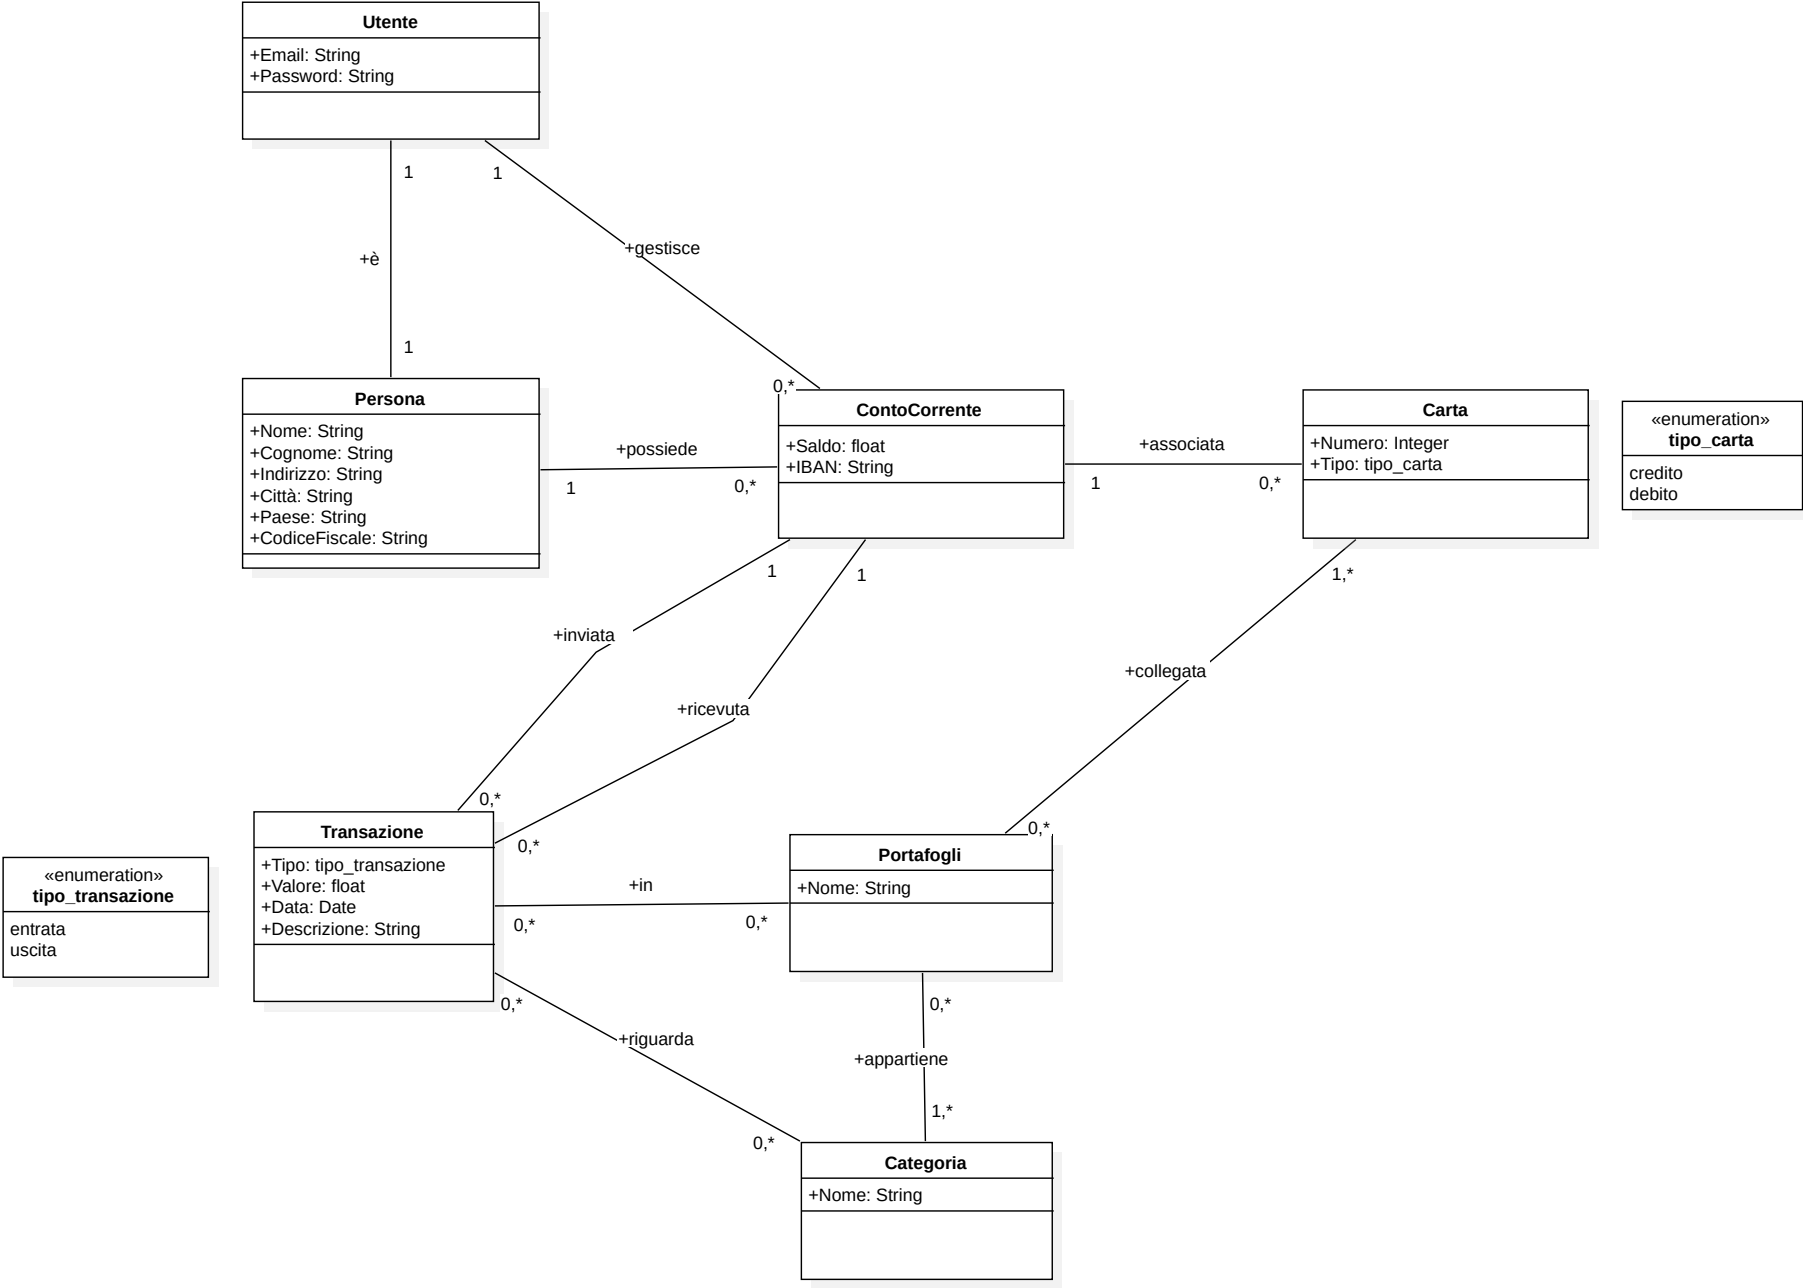 Utente
+Email: String
+Password: String
1
1
+è
+gestisce
1
0,*
Persona
+Nome: String
+Cognome: String
+Indirizzo: String
+Città: String
+Paese: String
+CodiceFiscale: String
+possiede
1
0,*
ContoCorrente
+Saldo: float
+IBAN: String
+associata
1
0,*
Carta
+Numero: Integer
+Tipo: tipo_carta
«enumeration»
tipo_carta
credito
debito
1
1
1,*
+inviata
+collegata
+ricevuta
0,*
0,*
0,*
Transazione
+Tipo: tipo_transazione
+Valore: float
+Data: Date
+Descrizione: String
«enumeration»
tipo_transazione
entrata
uscita
+in
0,*
0,*
Portafogli
+Nome: String
0,*
0,*
+riguarda
+appartiene
1,*
0,*
Categoria
+Nome: String